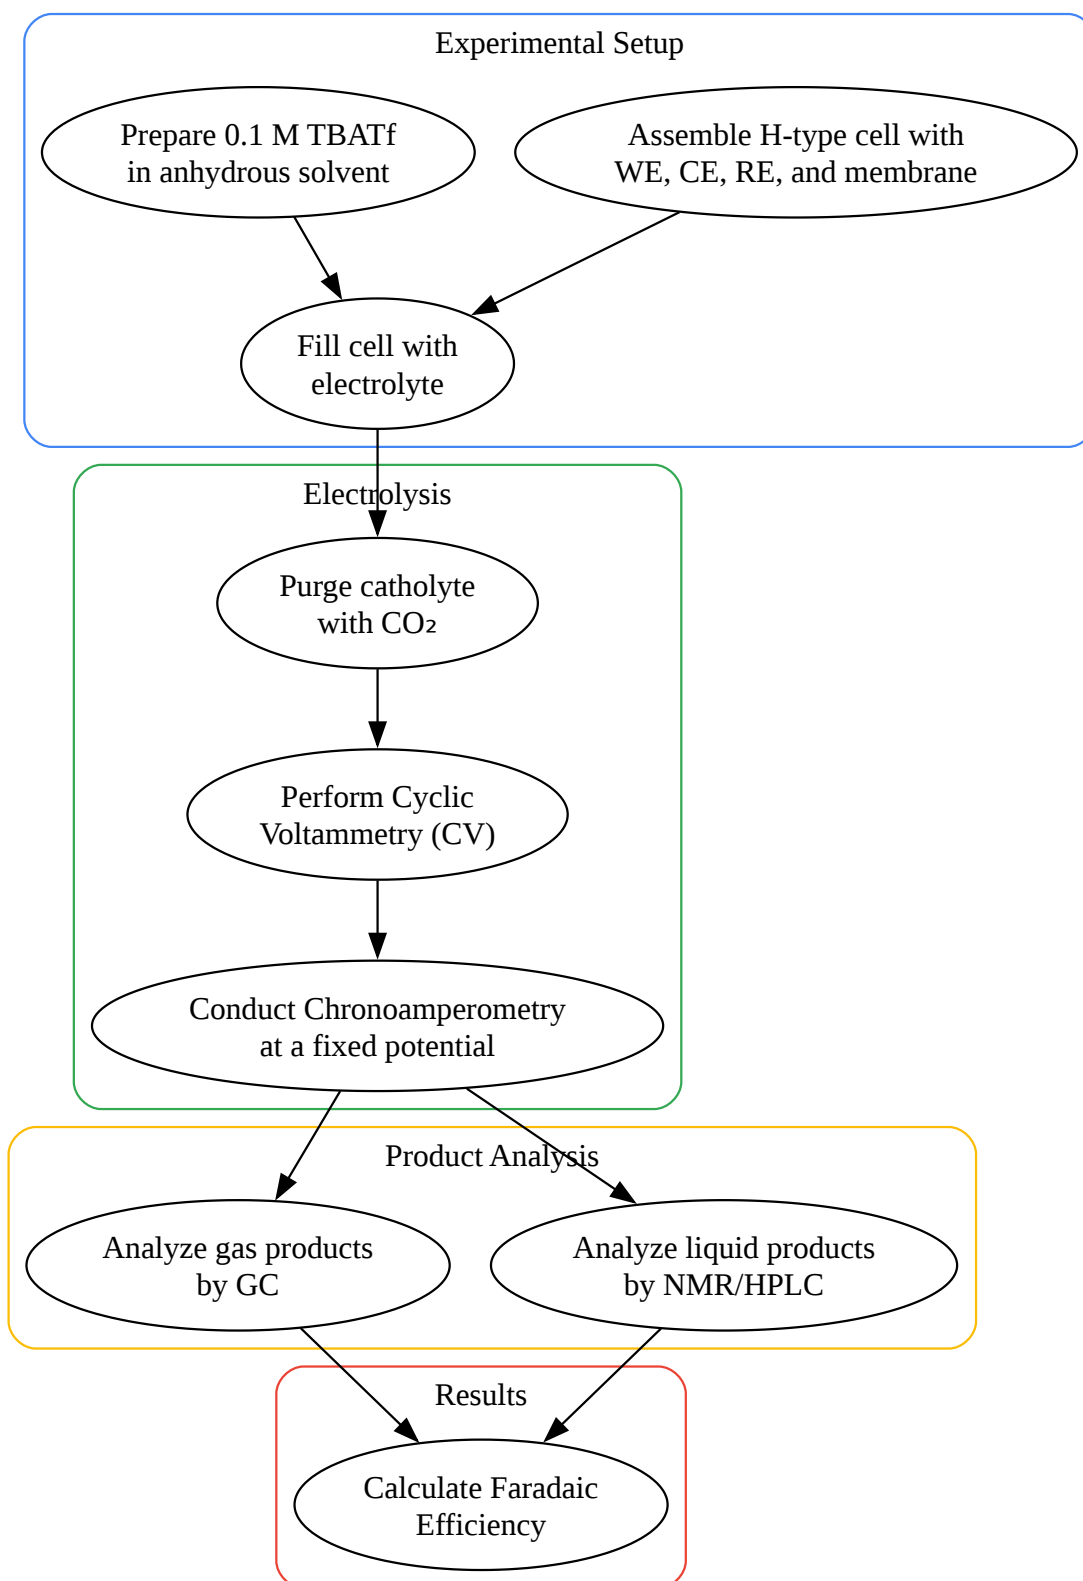 Experimental Setup
Prepare 0.1 M TBATf
in anhydrous solvent
Assemble H-type cell with
WE, CE, RE, and membrane
Fill cell with
electrolyte
Electrolysis
Purge catholyte
with CO₂
Perform Cyclic
Voltammetry (CV)
Conduct Chronoamperometry
at a fixed potential
Product Analysis
Analyze gas products
by GC
Analyze liquid products
by NMR/HPLC
Results
Calculate Faradaic
Efficiency